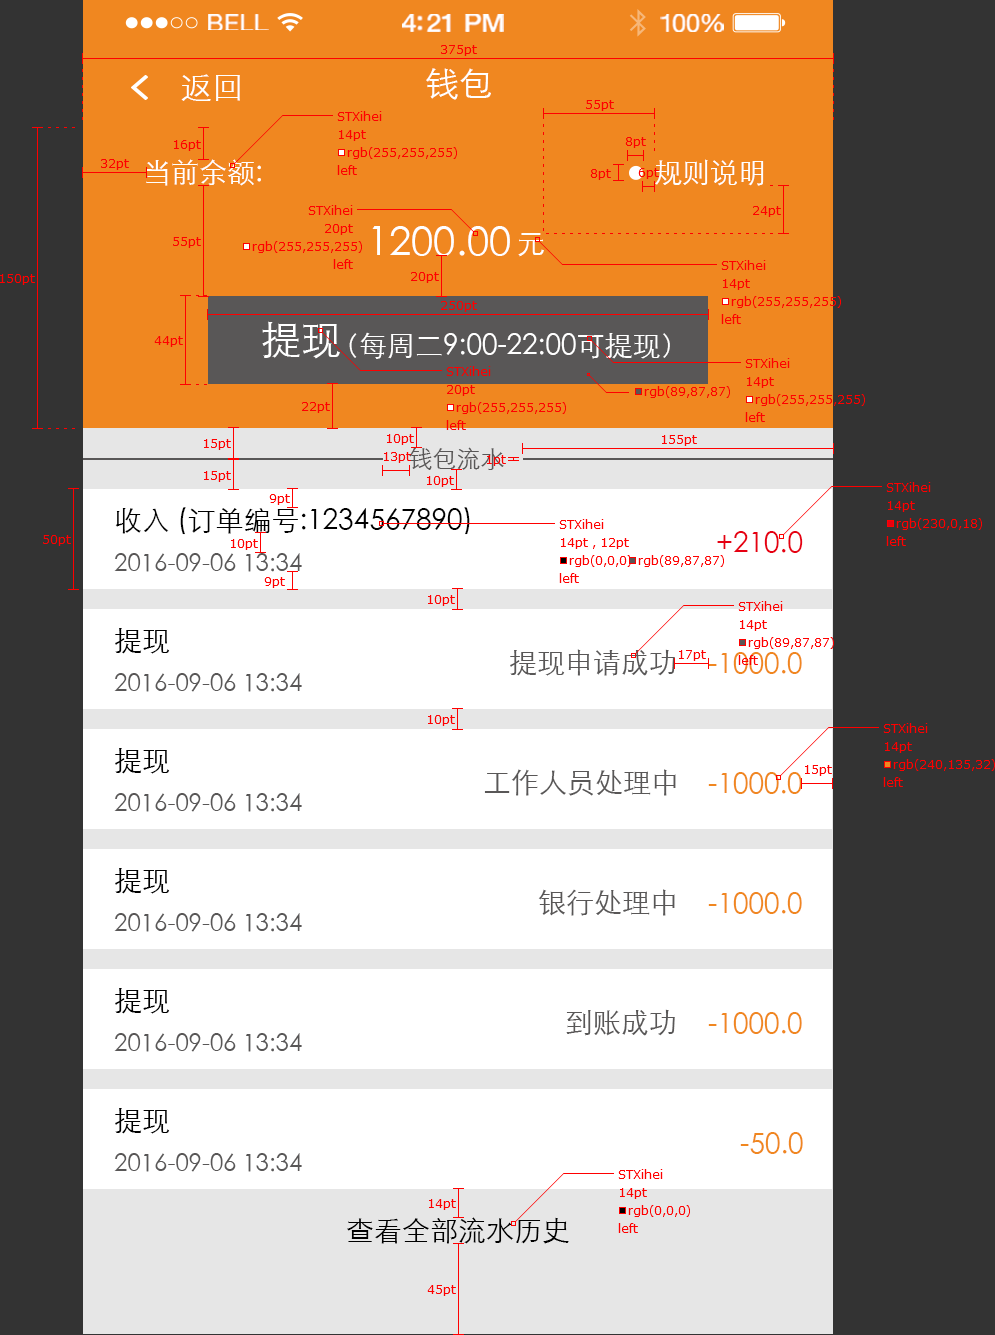 BELL 4:21 PM 100%
375pt
返回 钱包
STXihei
14pt
rgb(255,255,255)
left
55pt
16pt
8pt
32pt
当前余额:
8pt
6pt
规则说明
24pt
STXihei
20pt
rgb(255,255,255)
left
55pt
1200.00 元
20pt
STXihei
14pt
rgb(255,255,255)
left
150pt
250pt
44pt
提现 (每周二9:00-22:00可提现)
STXihei
20pt
rgb(255,255,255)
left
rgb(89,87,87)
STXihei
14pt
rgb(255,255,255)
left
22pt
15pt
10pt
155pt
13pt
钱包流水
1pt
15pt
10pt
9pt
50pt
收入 (订单编号:1234567890)
10pt
2016-09-06 13:34
9pt
STXihei
14pt , 12pt
rgb(0,0,0) rgb(89,87,87)
left
+210.0
STXihei
14pt
rgb(230,0,18)
left
10pt
STXihei
14pt
rgb(89,87,87)
left
提现
2016-09-06 13:34
提现申请成功
17pt
-1000.0
10pt
STXihei
14pt
rgb(240,135,32)
left
提现
2016-09-06 13:34
工作人员处理中
-1000.0
15pt
提现
2016-09-06 13:34
银行处理中
-1000.0
提现
2016-09-06 13:34
到账成功
-1000.0
提现
2016-09-06 13:34
-50.0
STXihei
14pt
rgb(0,0,0)
left
14pt
查看全部流水历史
45pt